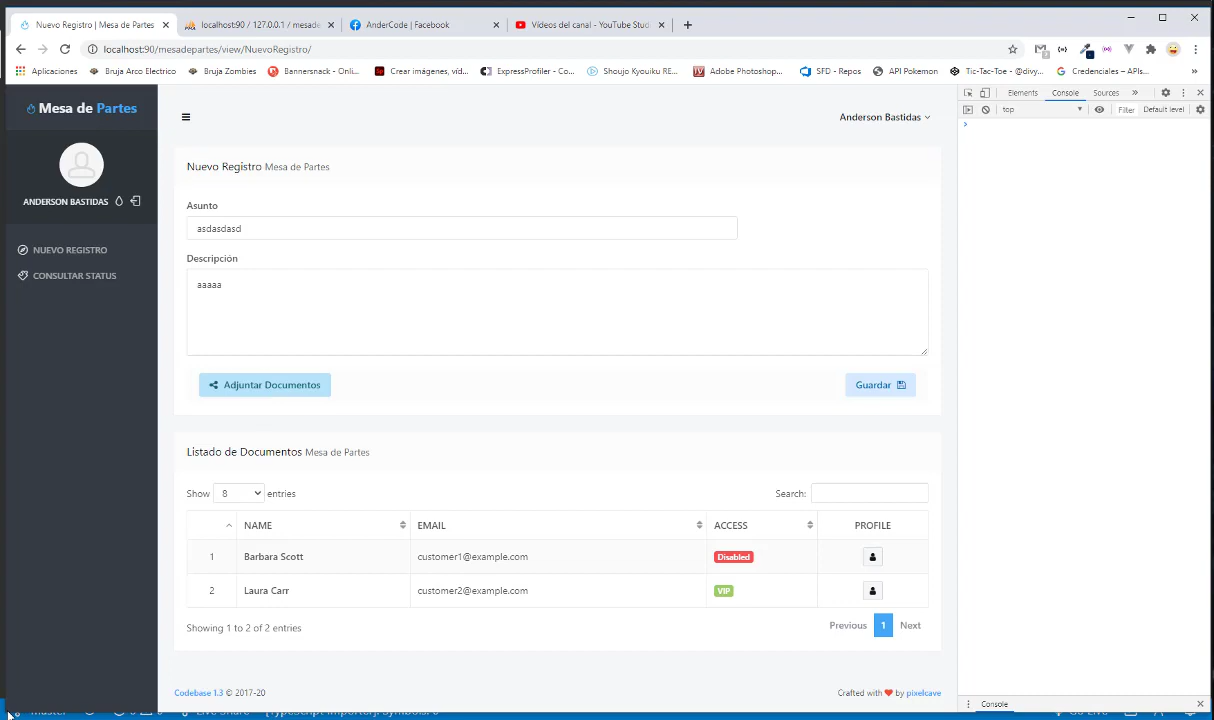 Nuevo Registro | Mesa de Partes
localhost:90 / 127.0.0.1 / mesade
AnderCode | Facebook
Vídeos del canal - YouTube Stud
localhost:90/mesadepartes/view/NuevoRegistro/
Aplicaciones
Bruja Arco Electrico
Bruja Zombies
Bannersnack - Onli...
Crear imágenes, víd...
ExpressProfiler - Co...
Shoujo Kyouiku RE...
Adobe Photoshop...
SFD - Repos
API Pokemon
Tic-Tac-Toe - @divy...
Credenciales – APIs...
Elements
Console
Sources
top
Filter
Default level
Mesa de Partes
Anderson Bastidas
ANDERSON BASTIDAS
NUEVO REGISTRO
CONSULTAR STATUS
Nuevo Registro Mesa de Partes
Asunto
asdasdasd
Descripción
aaaaa
Adjuntar Documentos
Guardar
Listado de Documentos Mesa de Partes
Show 8 entries
Search:
NAME EMAIL ACCESS PROFILE
1 Barbara Scott customer1@example.com Disabled
2 Laura Carr customer2@example.com VIP
Showing 1 to 2 of 2 entries
Previous 1 Next
Codebase 1.3 © 2017-20
Crafted with ❤ by pixelcave
Console